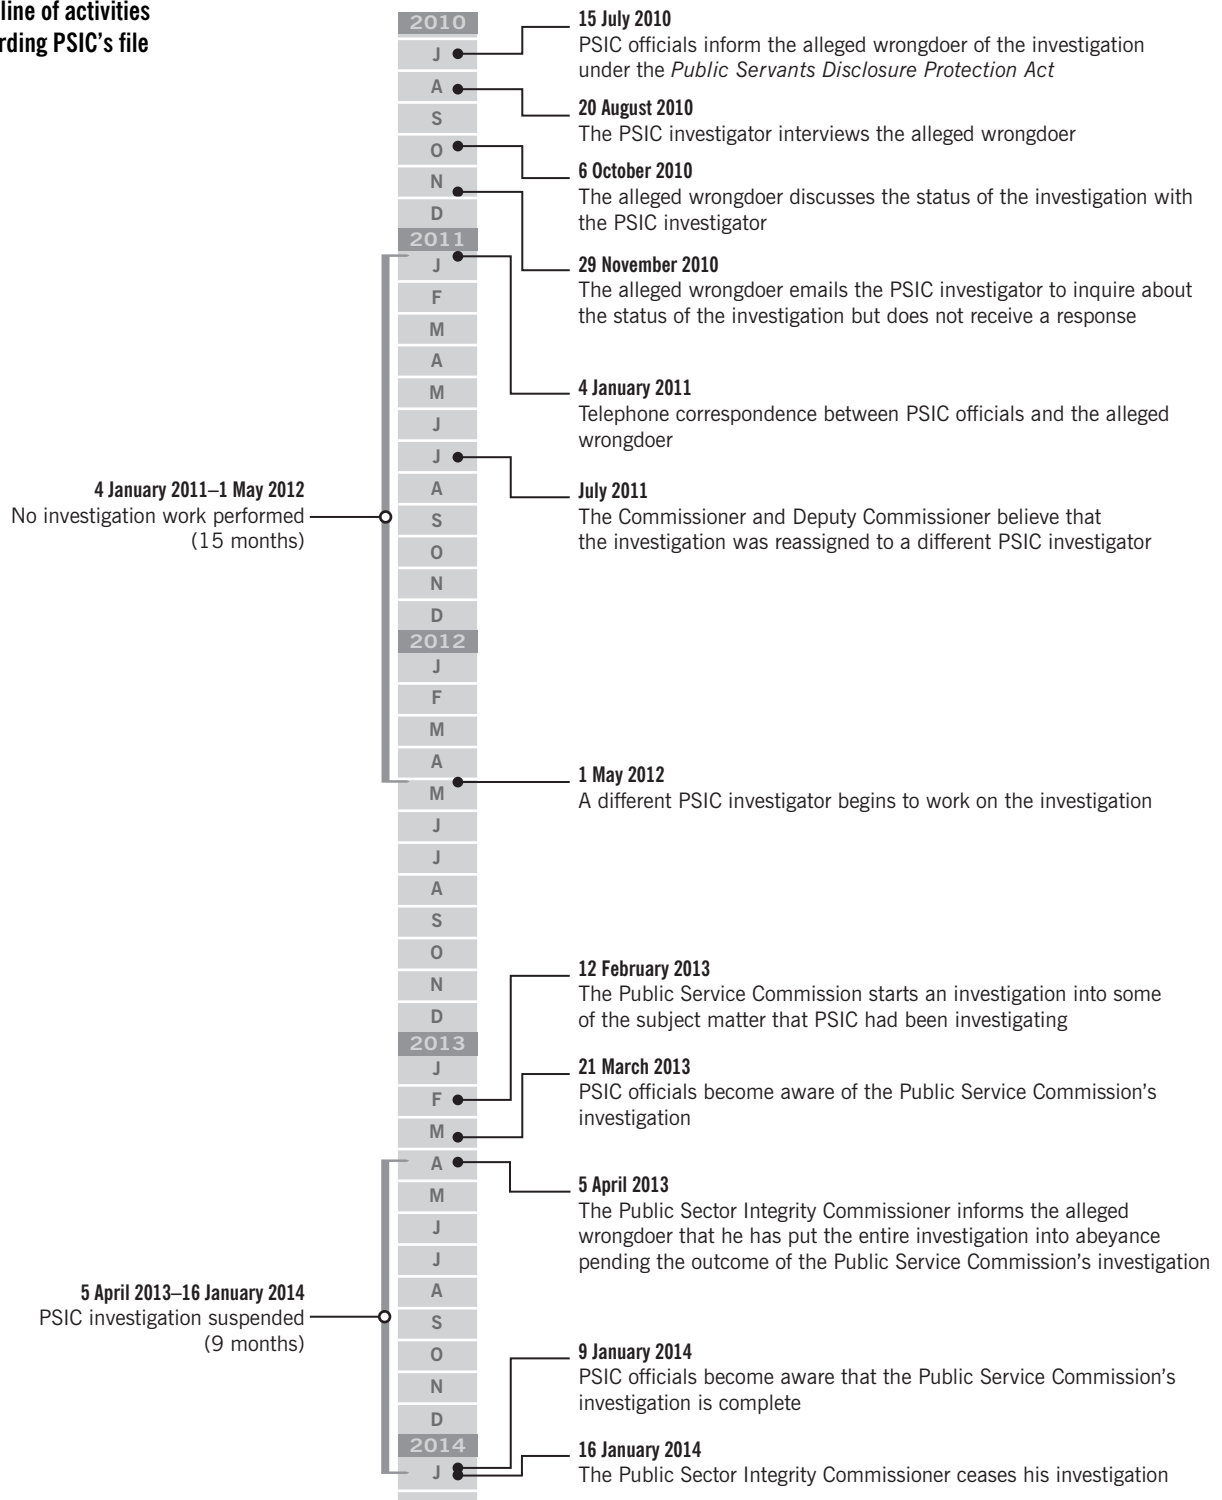 line of activities
rding PSIC's file
2010
J
A
S
O
N
D
2011
J
F
M
A
M
J
J
A
S
O
N
D
2012
J
F
M
A
M
J
J
A
S
O
N
D
2013
J
F
M
A
M
J
J
A
S
O
N
D
2014
J
15 July 2010
PSIC officials inform the alleged wrongdoer of the investigation
under the Public Servants Disclosure Protection Act
20 August 2010
The PSIC investigator interviews the alleged wrongdoer
6 October 2010
The alleged wrongdoer discusses the status of the investigation with
the PSIC investigator
29 November 2010
The alleged wrongdoer emails the PSIC investigator to inquire about
the status of the investigation but does not receive a response
4 January 2011
Telephone correspondence between PSIC officials and the alleged
wrongdoer
July 2011
The Commissioner and Deputy Commissioner believe that
the investigation was reassigned to a different PSIC investigator
4 January 2011–1 May 2012
No investigation work performed
(15 months)
1 May 2012
A different PSIC investigator begins to work on the investigation
12 February 2013
The Public Service Commission starts an investigation into some
of the subject matter that PSIC had been investigating
21 March 2013
PSIC officials become aware of the Public Service Commission's
investigation
5 April 2013
The Public Sector Integrity Commissioner informs the alleged
wrongdoer that he has put the entire investigation into abeyance
pending the outcome of the Public Service Commission's investigation
5 April 2013–16 January 2014
PSIC investigation suspended
(9 months)
9 January 2014
PSIC officials become aware that the Public Service Commission's
investigation is complete
16 January 2014
The Public Sector Integrity Commissioner ceases his investigation